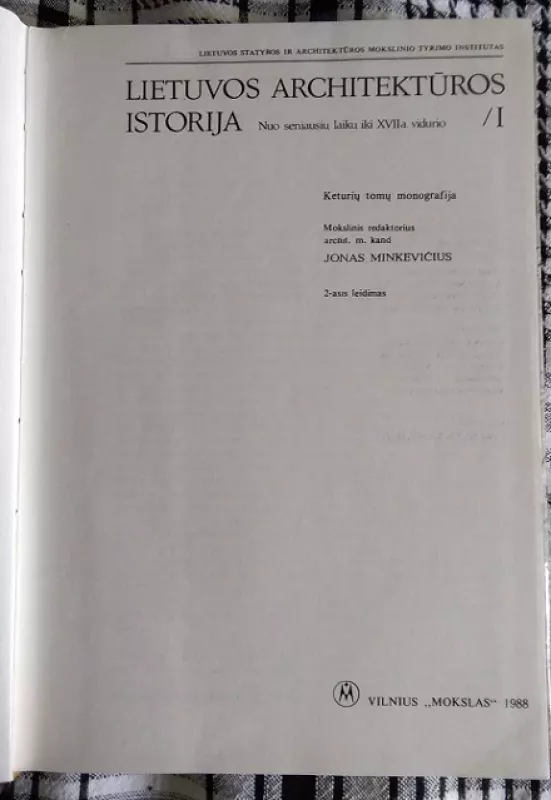 LIETUVOS STATYBOS IR ARCHITEKTŪROS MOKSLINIO TYRIMO INSTITUTAS
LIETUVOS ARCHITEKTŪROS
ISTORIJA Nuo seniausių laikų iki XVII a. vidurio /I
Keturių tomų monografija
Mokslinis redaktorius
archit. m. kand
JONAS MINKEVIČIUS
2-asis leidimas
M VILNIUS „MOKSLAS“ 1988